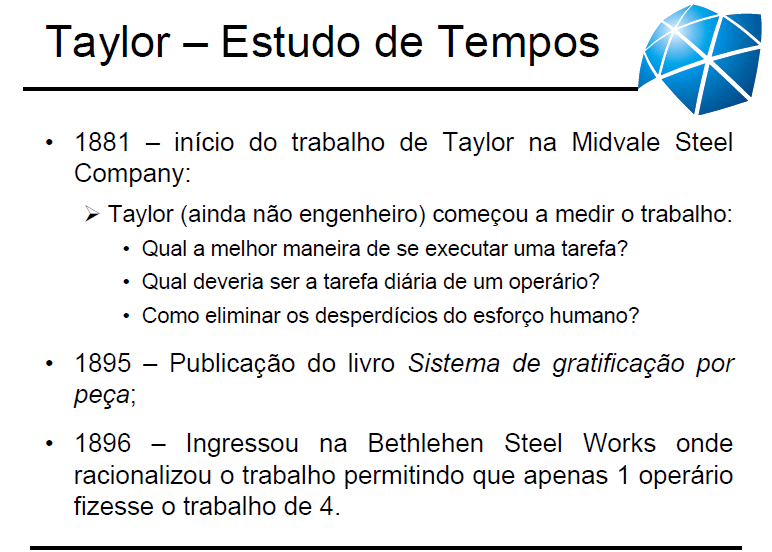 Taylor – Estudo de Tempos
• 1881 – início do trabalho de Taylor na Midvale Steel
Company:
➢ Taylor (ainda não engenheiro) começou a medir o trabalho:
• Qual a melhor maneira de se executar uma tarefa?
• Qual deveria ser a tarefa diária de um operário?
• Como eliminar os desperdícios do esforço humano?
• 1895 – Publicação do livro Sistema de gratificação por
peça;
• 1896 – Ingressou na Bethlehen Steel Works onde
racionalizou o trabalho permitindo que apenas 1 operário
fizesse o trabalho de 4.